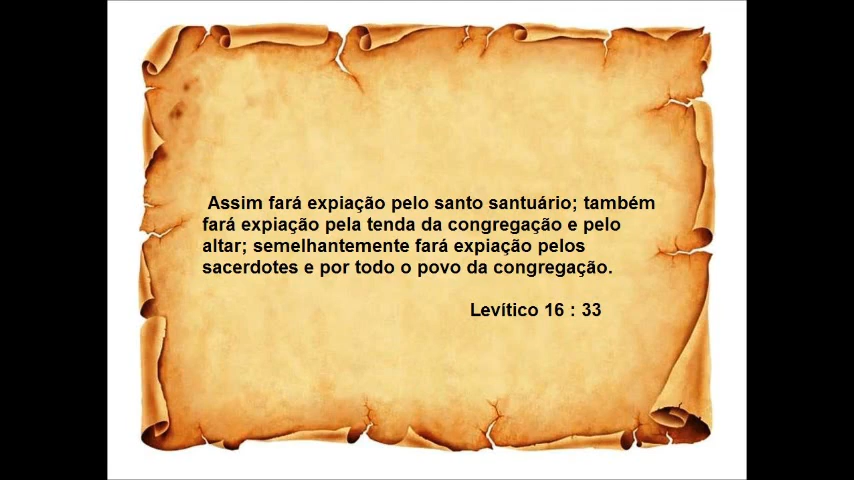 Assim fará expiação pelo santo santuário; também
fará expiação pela tenda da congregação e pelo
altar; semelhantemente fará expiação pelos
sacerdotes e por todo o povo da congregação.
Levítico 16 : 33